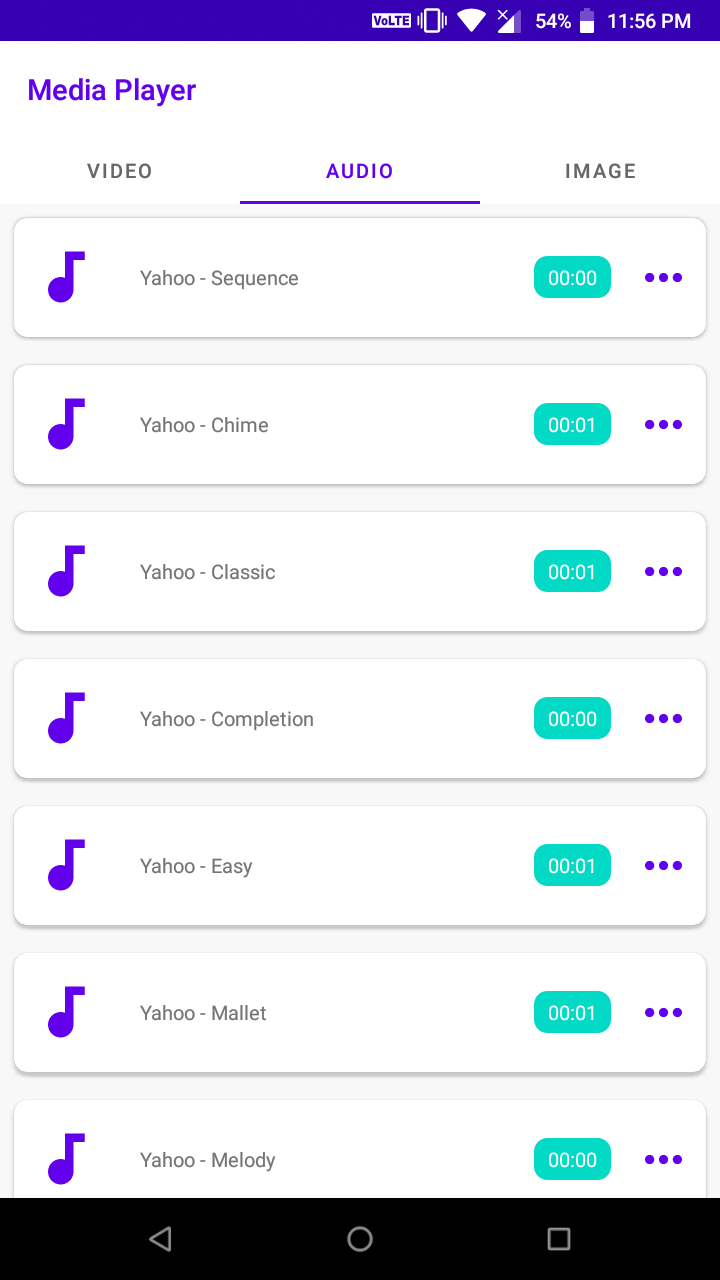 VoLTE 54% 11:56 PM
Media Player
VIDEO AUDIO IMAGE
Yahoo - Sequence 00:00
Yahoo - Chime 00:01
Yahoo - Classic 00:01
Yahoo - Completion 00:00
Yahoo - Easy 00:01
Yahoo - Mallet 00:01
Yahoo - Melody 00:00